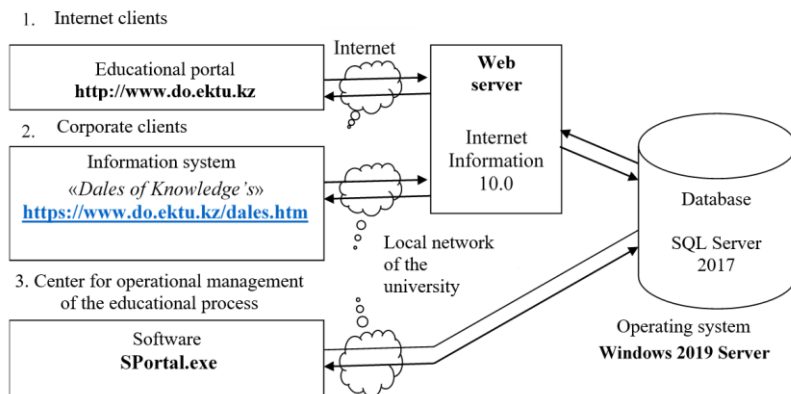 1. Internet clients
Internet
Educational portal
http://www.do.ektu.kz
Web
server
Internet
Information
10.0
2. Corporate clients
Information system
«Dales of Knowledge's»
https://www.do.ektu.kz/dales.htm
Local network
of the
university
Database
SQL Server
2017
3. Center for operational management
of the educational process
Software
SPortal.exe
Operating system
Windows 2019 Server